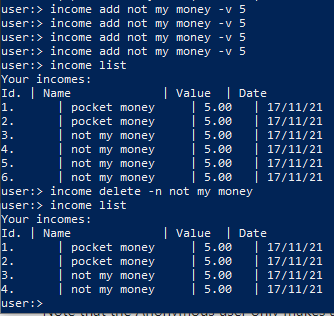 user:> income add not my money -v 5
user:> income add not my money -v 5
user:> income add not my money -v 5
user:> income add not my money -v 5
user:> income list
Your incomes:
Id. | Name | Value | Date
1. | pocket money | 5.00 | 17/11/21
2. | pocket money | 5.00 | 17/11/21
3. | not my money | 5.00 | 17/11/21
4. | not my money | 5.00 | 17/11/21
5. | not my money | 5.00 | 17/11/21
6. | not my money | 5.00 | 17/11/21
user:> income delete -n not my money
user:> income list
Your incomes:
Id. | Name | Value | Date
1. | pocket money | 5.00 | 17/11/21
2. | pocket money | 5.00 | 17/11/21
3. | not my money | 5.00 | 17/11/21
4. | not my money | 5.00 | 17/11/21
user:>
Note that the Anonymous user only makes